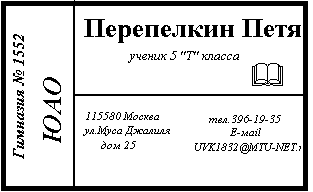 Гимназия № 1552
ЮАО
Перепелкин Петя
ученик 5 "Т" класса
115580 Москва
ул.Муса Джалиля
дом 25
тел.396-19-35
E-mail
UVK1832@MTU-NET.r